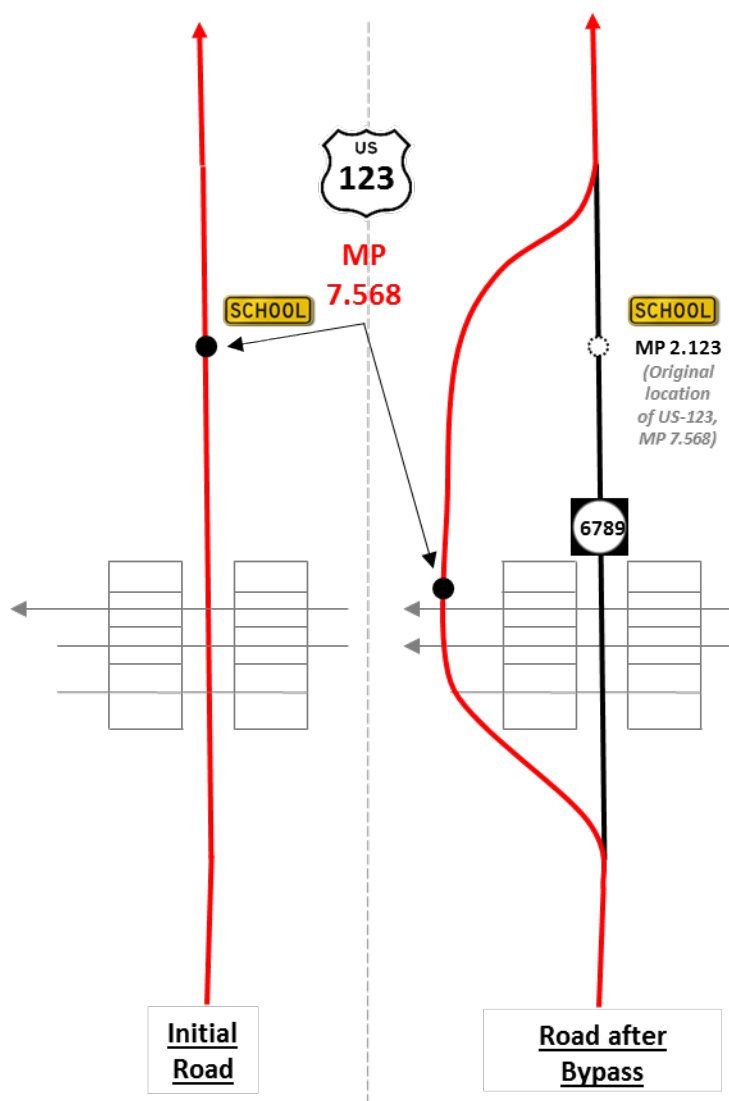 US
123
MP
7.568
SCHOOL
SCHOOL
MP 2.123
(Original
location
of US-123,
MP 7.568)
6789
Initial
Road
Road after
Bypass